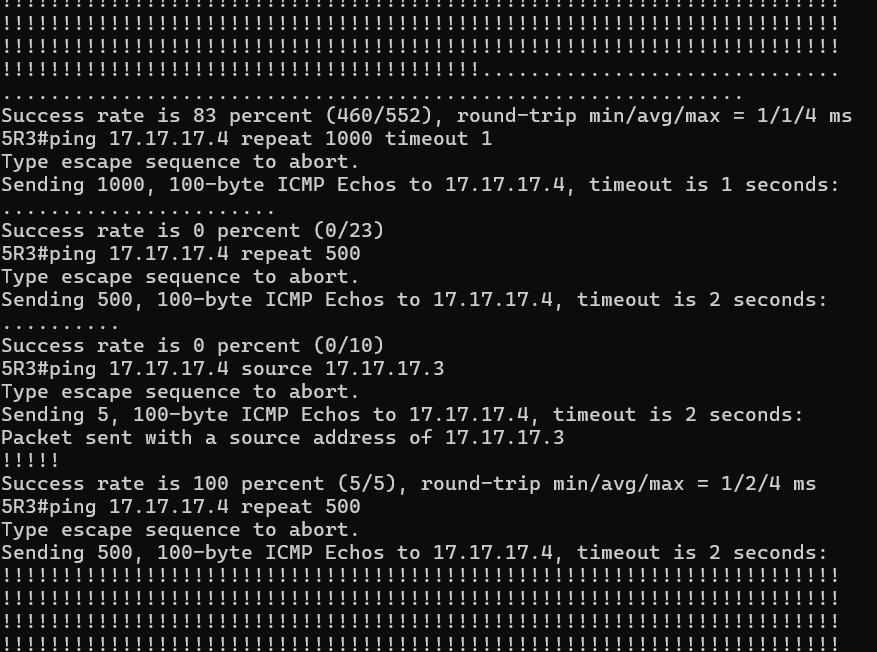 !!!!!!!!!!!!!!!!!!!!!!!!!!!!!!!!!!!!!!!!!!!!!!!!!!!!!!!!!!!!!!!!!!!!!!
!!!!!!!!!!!!!!!!!!!!!!!!!!!!!!!!!!!!!!!!!!!!!!!!!!!!!!!!!!!!!!!!!!!!!!
!!!!!!!!!!!!!!!!!!!!!!!!!!!!!!!!!!!!!!!!!!!!!!!!!!!!!!!!!!!!!!!!!!!!!!
!!!!!!!!!!!!!!!!!!!!!!!!!!!!!!!!!!!!!!!!..............................
..............................................................
Success rate is 83 percent (460/552), round-trip min/avg/max = 1/1/4 ms
5R3#ping 17.17.17.4 repeat 1000 timeout 1
Type escape sequence to abort.
Sending 1000, 100-byte ICMP Echos to 17.17.17.4, timeout is 1 seconds:
.......................
Success rate is 0 percent (0/23)
5R3#ping 17.17.17.4 repeat 500
Type escape sequence to abort.
Sending 500, 100-byte ICMP Echos to 17.17.17.4, timeout is 2 seconds:
..........
Success rate is 0 percent (0/10)
5R3#ping 17.17.17.4 source 17.17.17.3
Type escape sequence to abort.
Sending 5, 100-byte ICMP Echos to 17.17.17.4, timeout is 2 seconds:
Packet sent with a source address of 17.17.17.3
!!!!!
Success rate is 100 percent (5/5), round-trip min/avg/max = 1/2/4 ms
5R3#ping 17.17.17.4 repeat 500
Type escape sequence to abort.
Sending 500, 100-byte ICMP Echos to 17.17.17.4, timeout is 2 seconds:
!!!!!!!!!!!!!!!!!!!!!!!!!!!!!!!!!!!!!!!!!!!!!!!!!!!!!!!!!!!!!!!!!!!!!!
!!!!!!!!!!!!!!!!!!!!!!!!!!!!!!!!!!!!!!!!!!!!!!!!!!!!!!!!!!!!!!!!!!!!!!
!!!!!!!!!!!!!!!!!!!!!!!!!!!!!!!!!!!!!!!!!!!!!!!!!!!!!!!!!!!!!!!!!!!!!!
!!!!!!!!!!!!!!!!!!!!!!!!!!!!!!!!!!!!!!!!!!!!!!!!!!!!!!!!!!!!!!!!!!!!!!